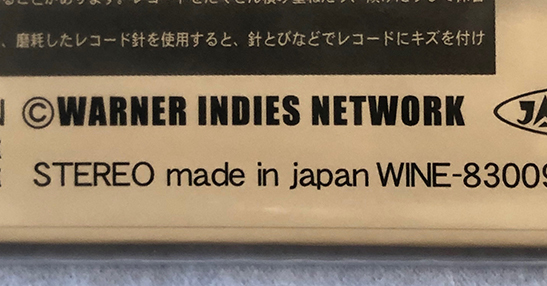 、磨耗したレコード針を使用すると、針とびなどでレコードにキズを付け
©WARNER INDIES NETWORK
STEREO made in japan WINE-83009